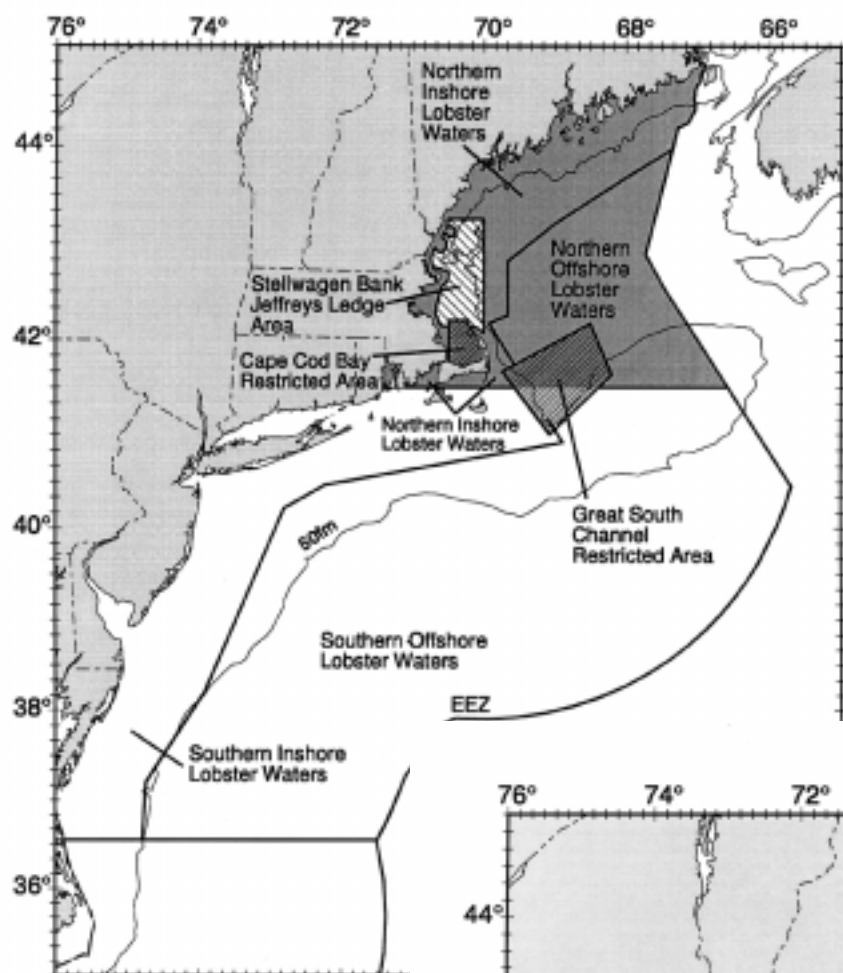 76° 74° 72° 70° 68° 66°
Northern
Inshore
Lobster
Waters
44°
Northern
Offshore
Lobster
Waters
Stellwagen Bank
Jeffreys Ledge
Area
42°
Cape Cod Bay
Restricted Area
Northern Inshore
Lobster Waters
40°
Great South
Channel
Restricted Area
60fm
Southern Offshore
Lobster Waters
38°
EEZ
Southern Inshore
Lobster Waters
36°
76° 74° 72°
44°